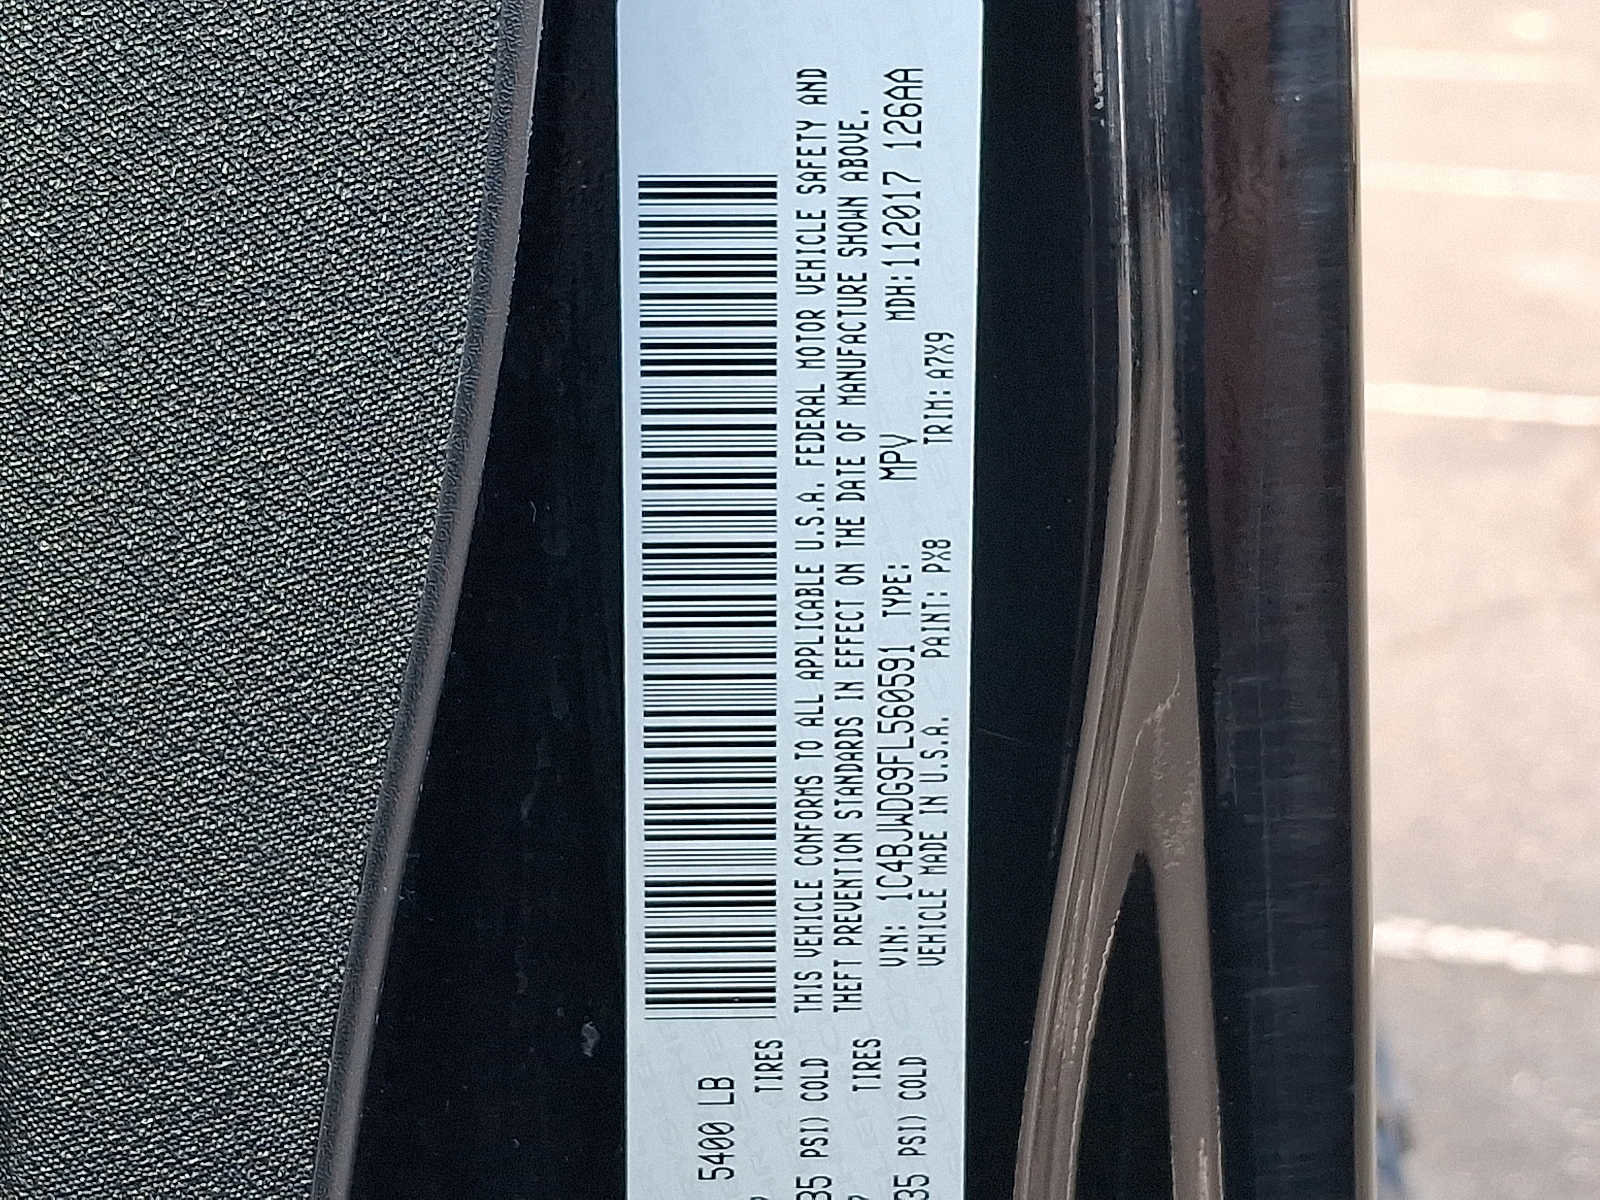 5400 LB
TIRES
35 PSI) COLD
TIRES
35 PSI) COLD
THIS VEHICLE CONFORMS TO ALL APPLICABLE U.S.A. FEDERAL MOTOR VEHICLE SAFETY AND
THEFT PREVENTION STANDARDS IN EFFECT ON THE DATE OF MANUFACTURE SHOWN ABOVE.
VIN: 1C4BJWDG9FL560591 TYPE: MPV MDH:112017 126AA
VEHICLE MADE IN U.S.A. PAINT: PX8 TRIM: A7X9